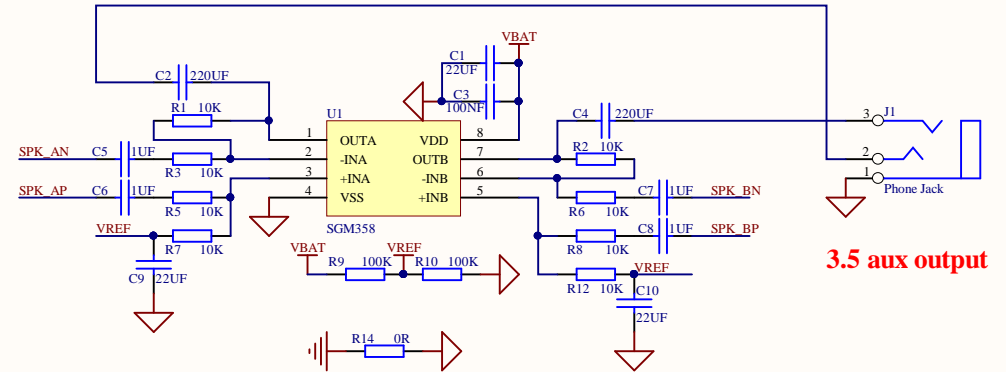 VBAT
C1
22UF
C2 220UF
C3
100NF
R1 10K
U1
C4 220UF
J1
3
1 OUTA VDD 8
R2 10K
SPK_AN C5 1UF
2 -INA OUTB 7
2
R3 10K
3 +INA -INB 6
1
Phone Jack
SPK_AP C6 1UF
C7 1UF SPK_BN
4 VSS +INB 5
R5 10K
R6 10K
VREF
SGM358
C8 1UF SPK_BP
R7 10K
VBAT VREF
R8 10K
R9 100K R10 100K
VREF
3.5 aux output
C9 22UF
R12 10K
C10
22UF
R14 0R